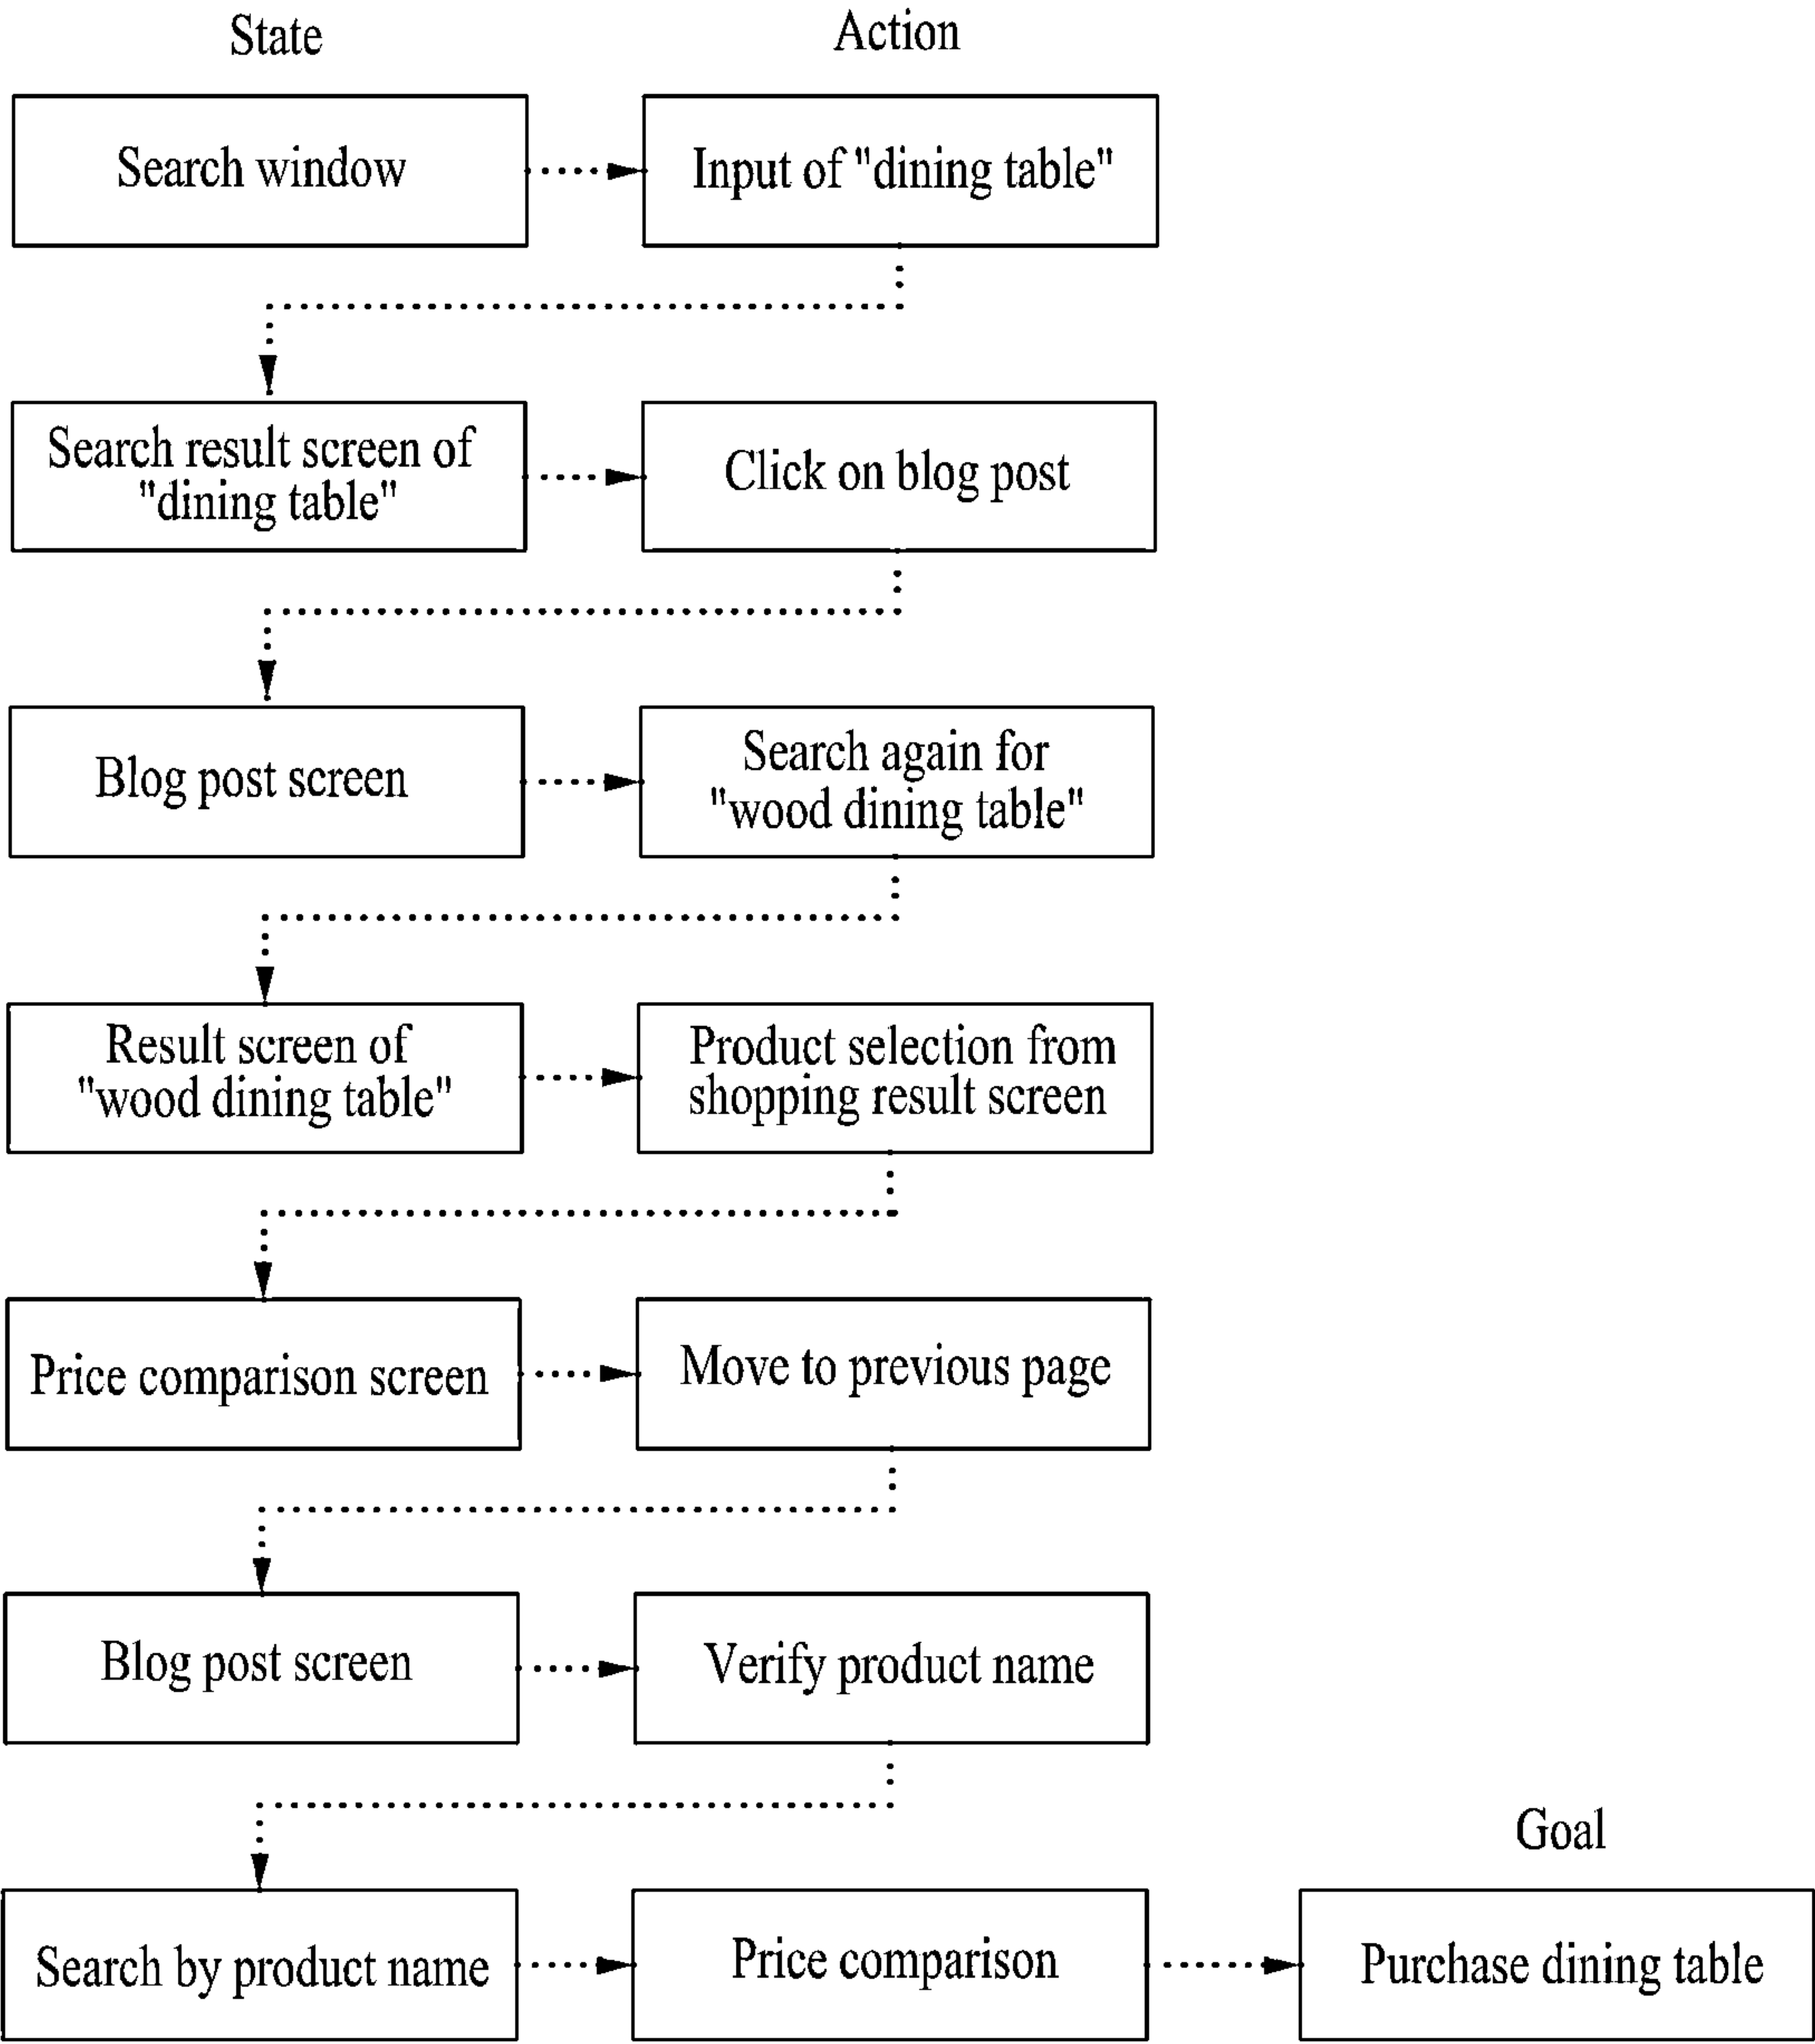 State
Action
Search window
Input of "dining table"
Search result screen of
"dining table"
Click on blog post
Blog post screen
Search again for
"wood dining table"
Result screen of
"wood dining table"
Product selection from
shopping result screen
Price comparison screen
Move to previous page
Blog post screen
Verify product name
Goal
Search by product name
Price comparison
Purchase dining table